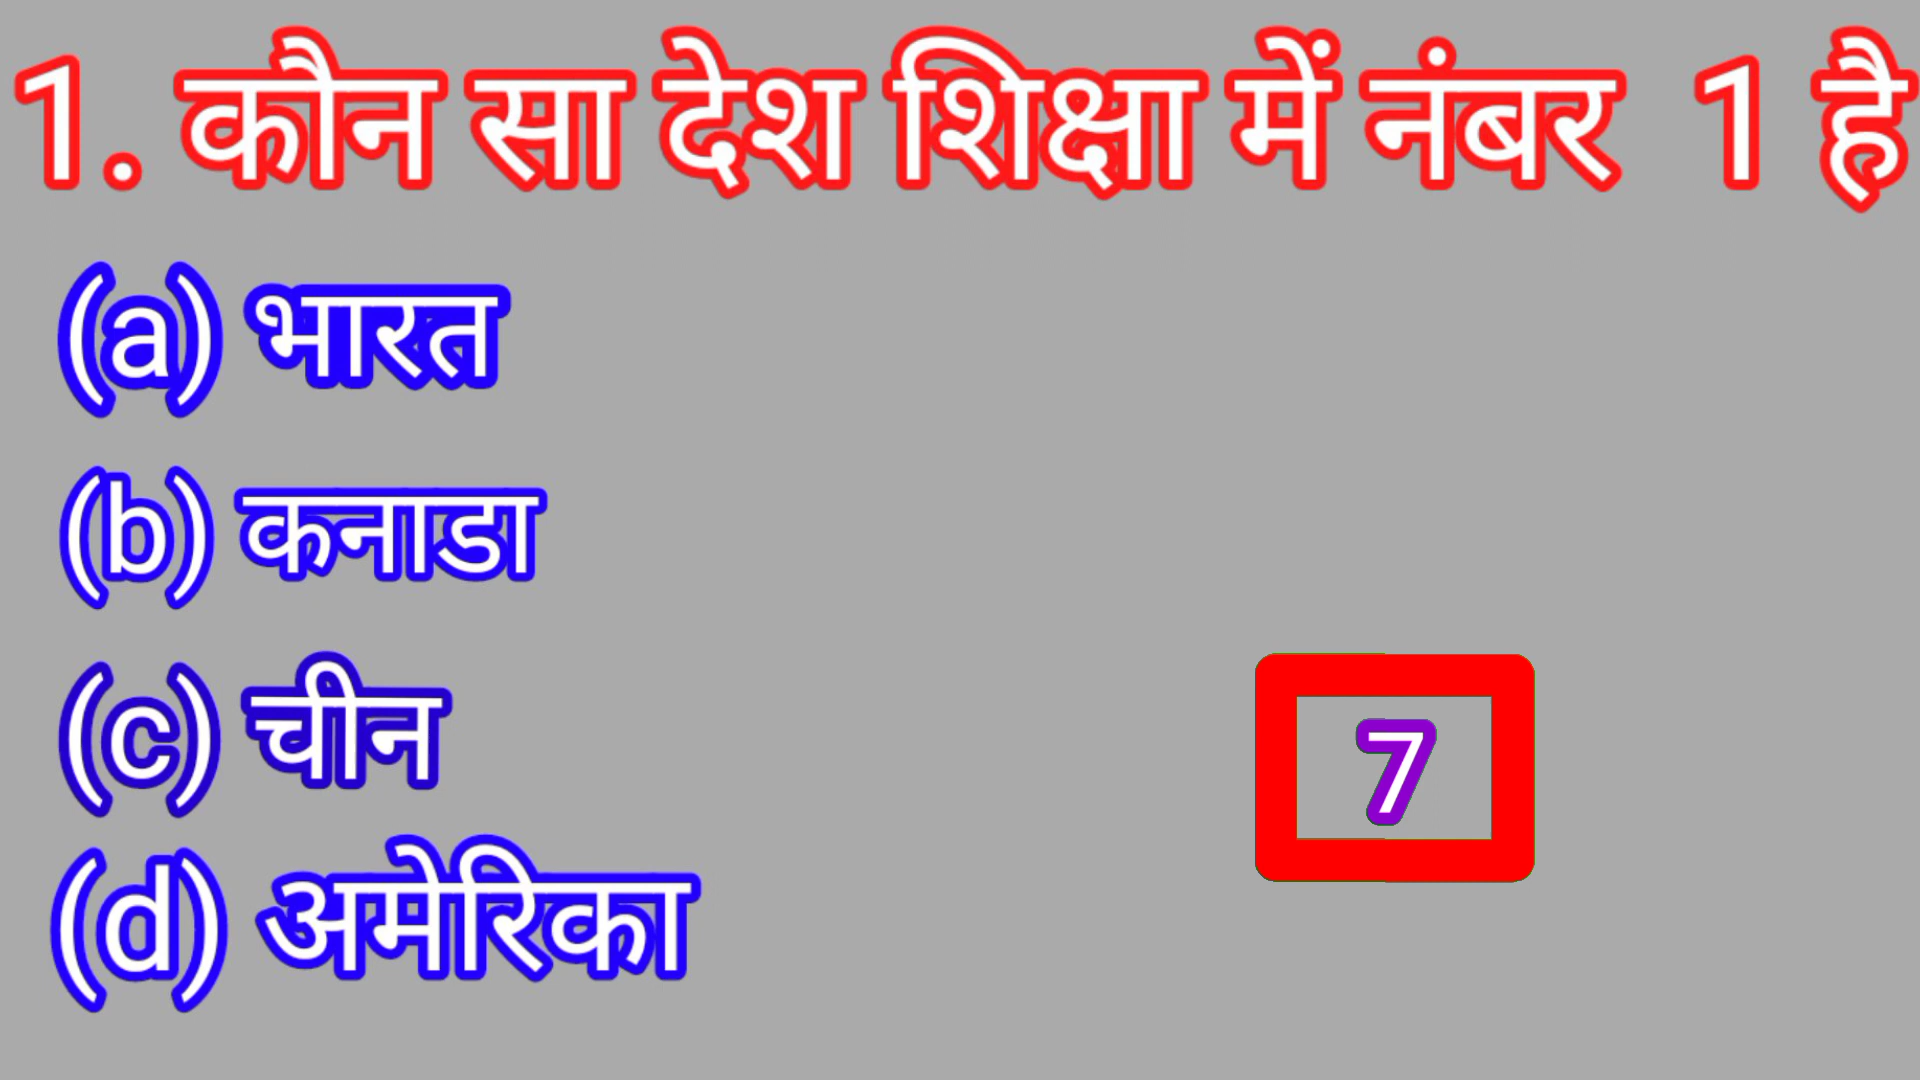 1. कौन सा देश शिक्षा में नंबर 1 है
(a) भारत
(b) कनाडा
(c) चीन
7
(d) अमेरिका